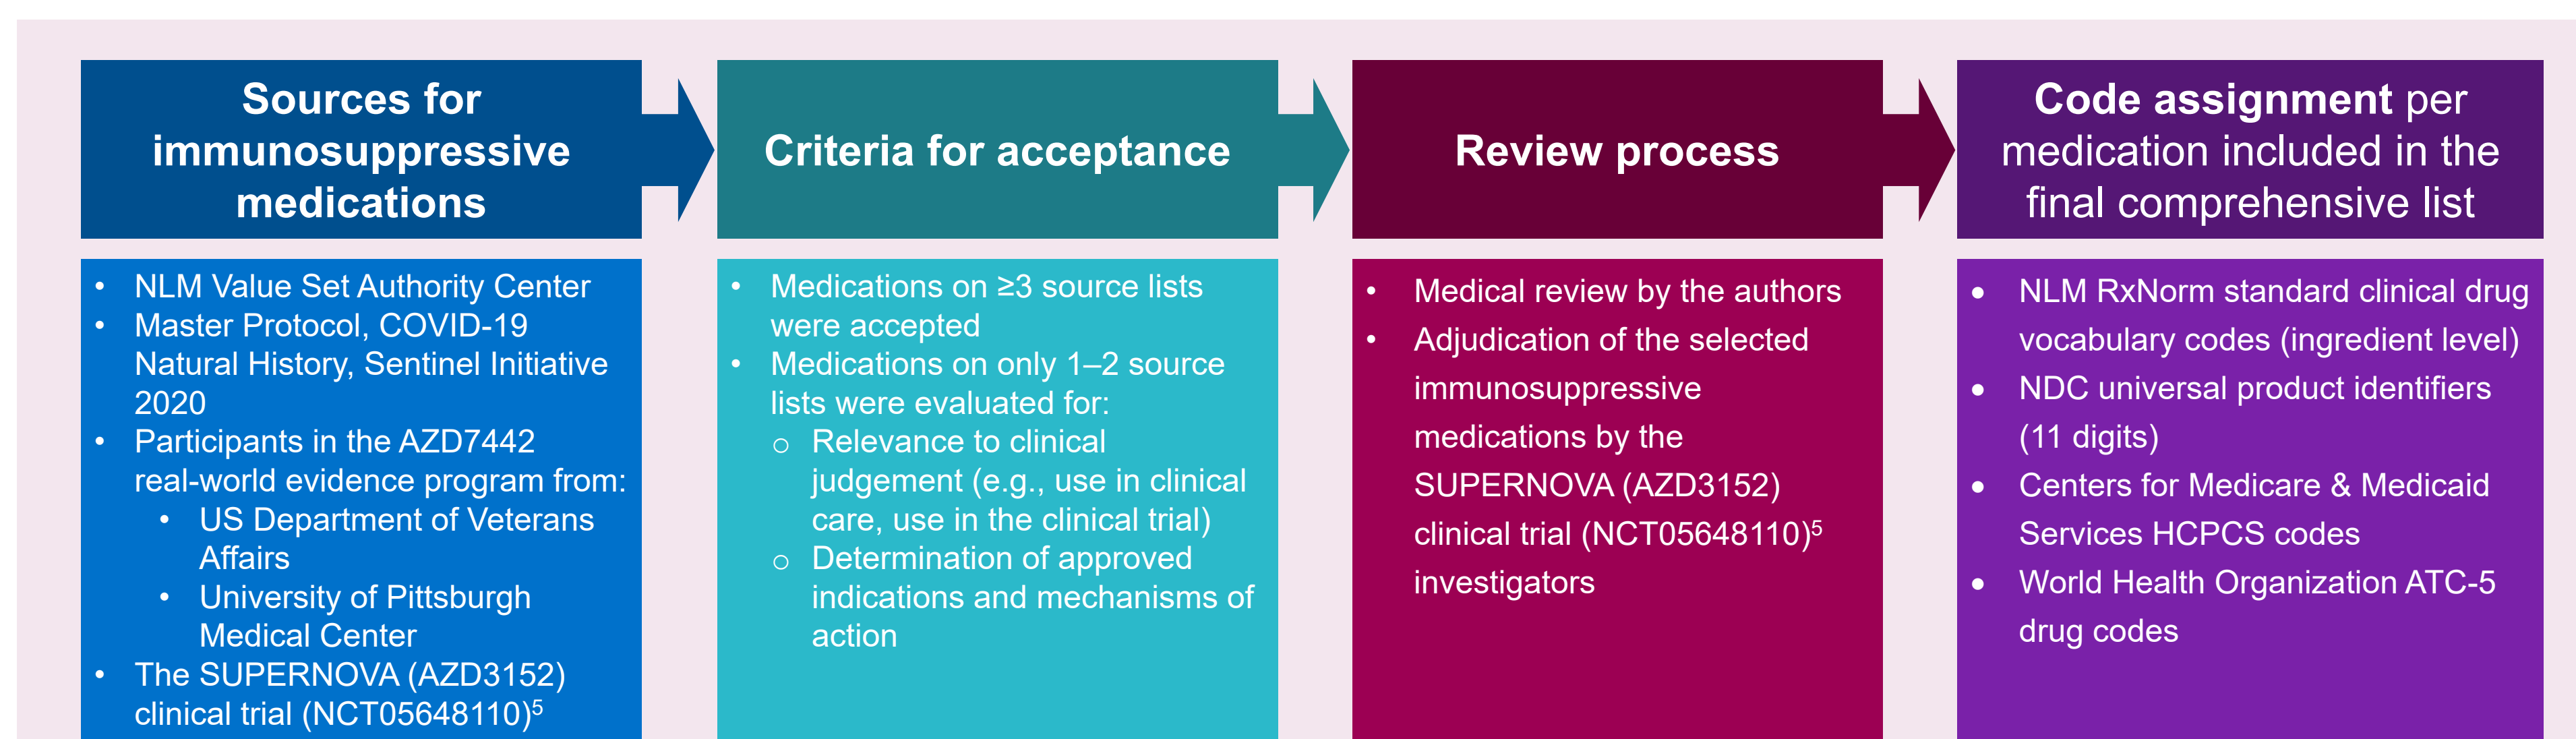 Sources for
immunosuppressive
medications
• NLM Value Set Authority Center
• Master Protocol, COVID-19
Natural History, Sentinel Initiative
2020
• Participants in the AZD7442
real-world evidence program from:
• US Department of Veterans
Affairs
• University of Pittsburgh
Medical Center
• The SUPERNOVA (AZD3152)
clinical trial (NCT05648110)⁵
Criteria for acceptance
• Medications on ≥3 source lists
were accepted
• Medications on only 1–2 source
lists were evaluated for:
○ Relevance to clinical
judgement (e.g., use in clinical
care, use in the clinical trial)
○ Determination of approved
indications and mechanisms of
action
Review process
• Medical review by the authors
• Adjudication of the selected
immunosuppressive
medications by the
SUPERNOVA (AZD3152)
clinical trial (NCT05648110)⁵
investigators
Code assignment per
medication included in the
final comprehensive list
• NLM RxNorm standard clinical drug
vocabulary codes (ingredient level)
• NDC universal product identifiers
(11 digits)
• Centers for Medicare & Medicaid
Services HCPCS codes
• World Health Organization ATC-5
drug codes